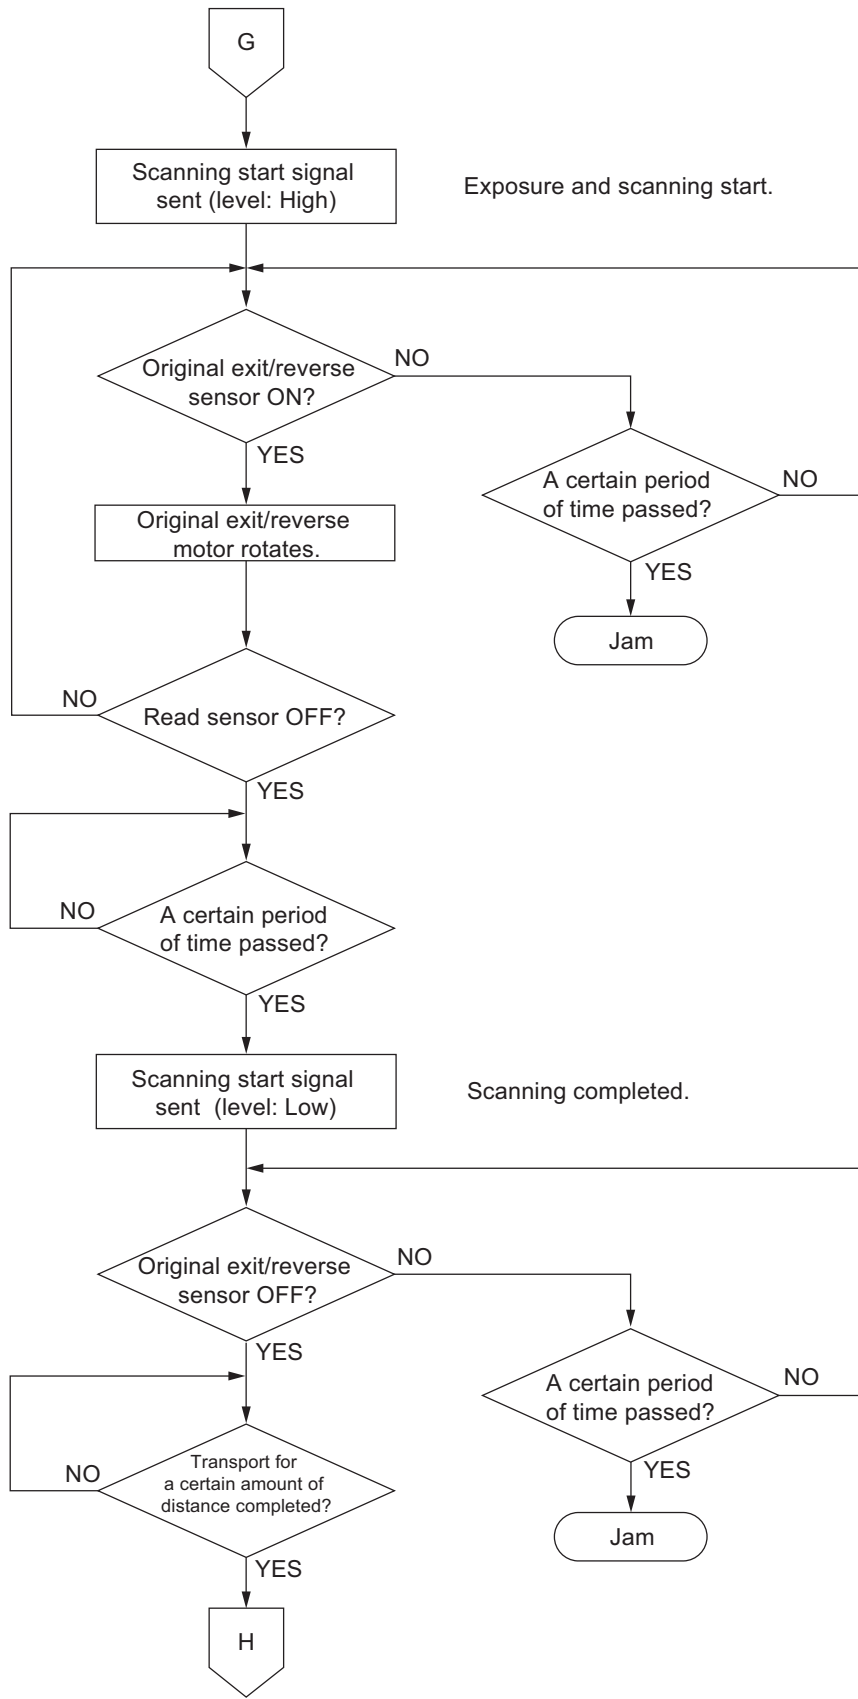 G
Scanning start signal
sent (level: High)
Exposure and scanning start.
Original exit/reverse
sensor ON?
NO
YES
A certain period
of time passed?
NO
YES
Jam
Original exit/reverse
motor rotates.
Read sensor OFF?
NO
YES
A certain period
of time passed?
NO
YES
Scanning start signal
sent (level: Low)
Scanning completed.
Original exit/reverse
sensor OFF?
NO
YES
A certain period
of time passed?
NO
YES
Jam
Transport for
a certain amount of
distance completed?
NO
YES
H